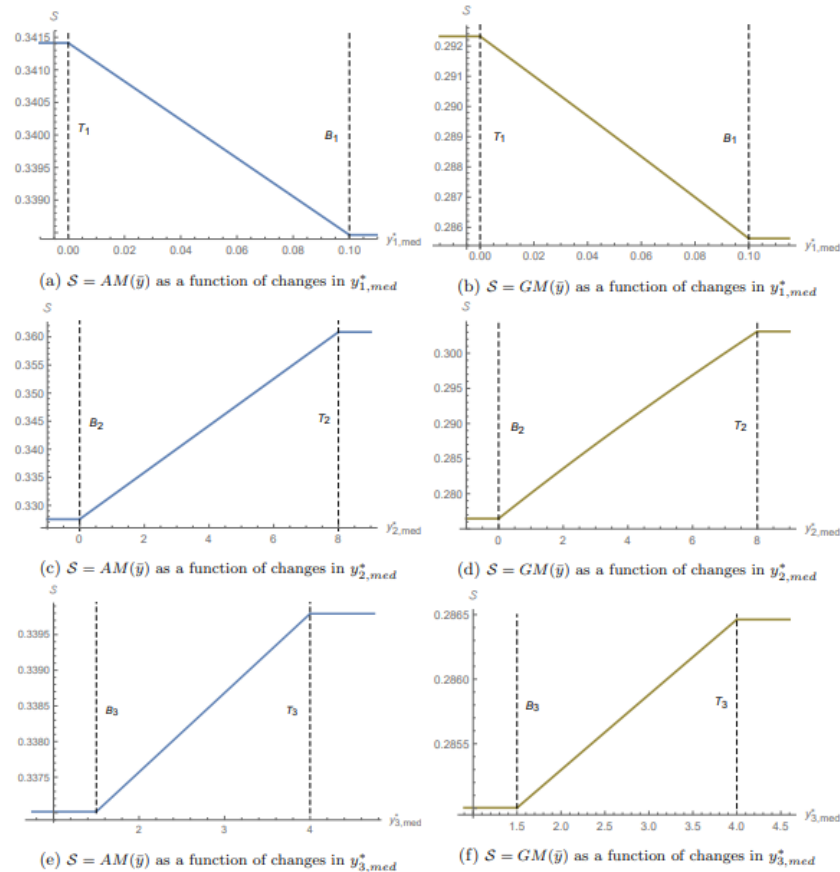 S
0.3415
0.3410
0.3405
0.3400
0.3395
0.3390
T1
B1
0.00 0.02 0.04 0.06 0.08 0.10
y*1,med
(a) S = AM(ȳ) as a function of changes in y*1,med
S
0.292
0.291
0.290
0.289
0.288
0.287
0.286
T1
B1
0.00 0.02 0.04 0.06 0.08 0.10
y*1,med
(b) S = GM(ȳ) as a function of changes in y*1,med
S
0.360
0.355
0.350
0.345
0.340
0.335
0.330
B2
T2
0 2 4 6 8
y*2,med
(c) S = AM(ȳ) as a function of changes in y*2,med
S
0.300
0.295
0.290
0.285
0.280
B2
T2
0 2 4 6 8
y*2,med
(d) S = GM(ȳ) as a function of changes in y*2,med
S
0.3395
0.3390
0.3385
0.3380
0.3375
B3
T3
2 3 4
y*3,med
(e) S = AM(ȳ) as a function of changes in y*3,med
S
0.2865
0.2860
0.2855
B3
T3
1.5 2.0 2.5 3.0 3.5 4.0 4.5
y*3,med
(f) S = GM(ȳ) as a function of changes in y*3,med